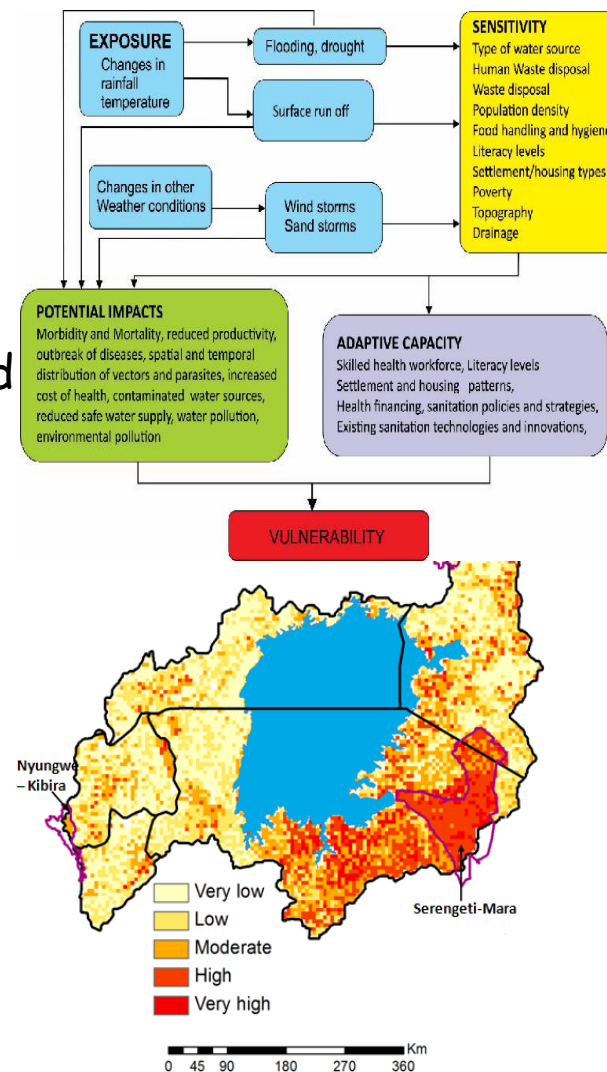 EXPOSURE
Changes in
rainfall
temperature
Flooding, drought
Surface run off
Changes in other
Weather conditions
Wind storms
Sand storms
SENSITIVITY
Type of water source
Human Waste disposal
Waste disposal
Population density
Food handling and hygiene
Literacy levels
Settlement/housing types
Poverty
Topography
Drainage
d
POTENTIAL IMPACTS
Morbidity and Mortality, reduced productivity,
outbreak of diseases, spatial and temporal
distribution of vectors and parasites, increased
cost of health, contaminated water sources,
reduced safe water supply, water pollution,
environmental pollution
ADAPTIVE CAPACITY
Skilled health workforce, Literacy levels
Settlement and housing patterns,
Health financing, sanitation policies and strategies,
Existing sanitation technologies and innovations,
VULNERABILITY
Nyungwe
– Kibira
Serengeti-Mara
Very low
Low
Moderate
High
Very high
Km
0 45 90 180 270 360